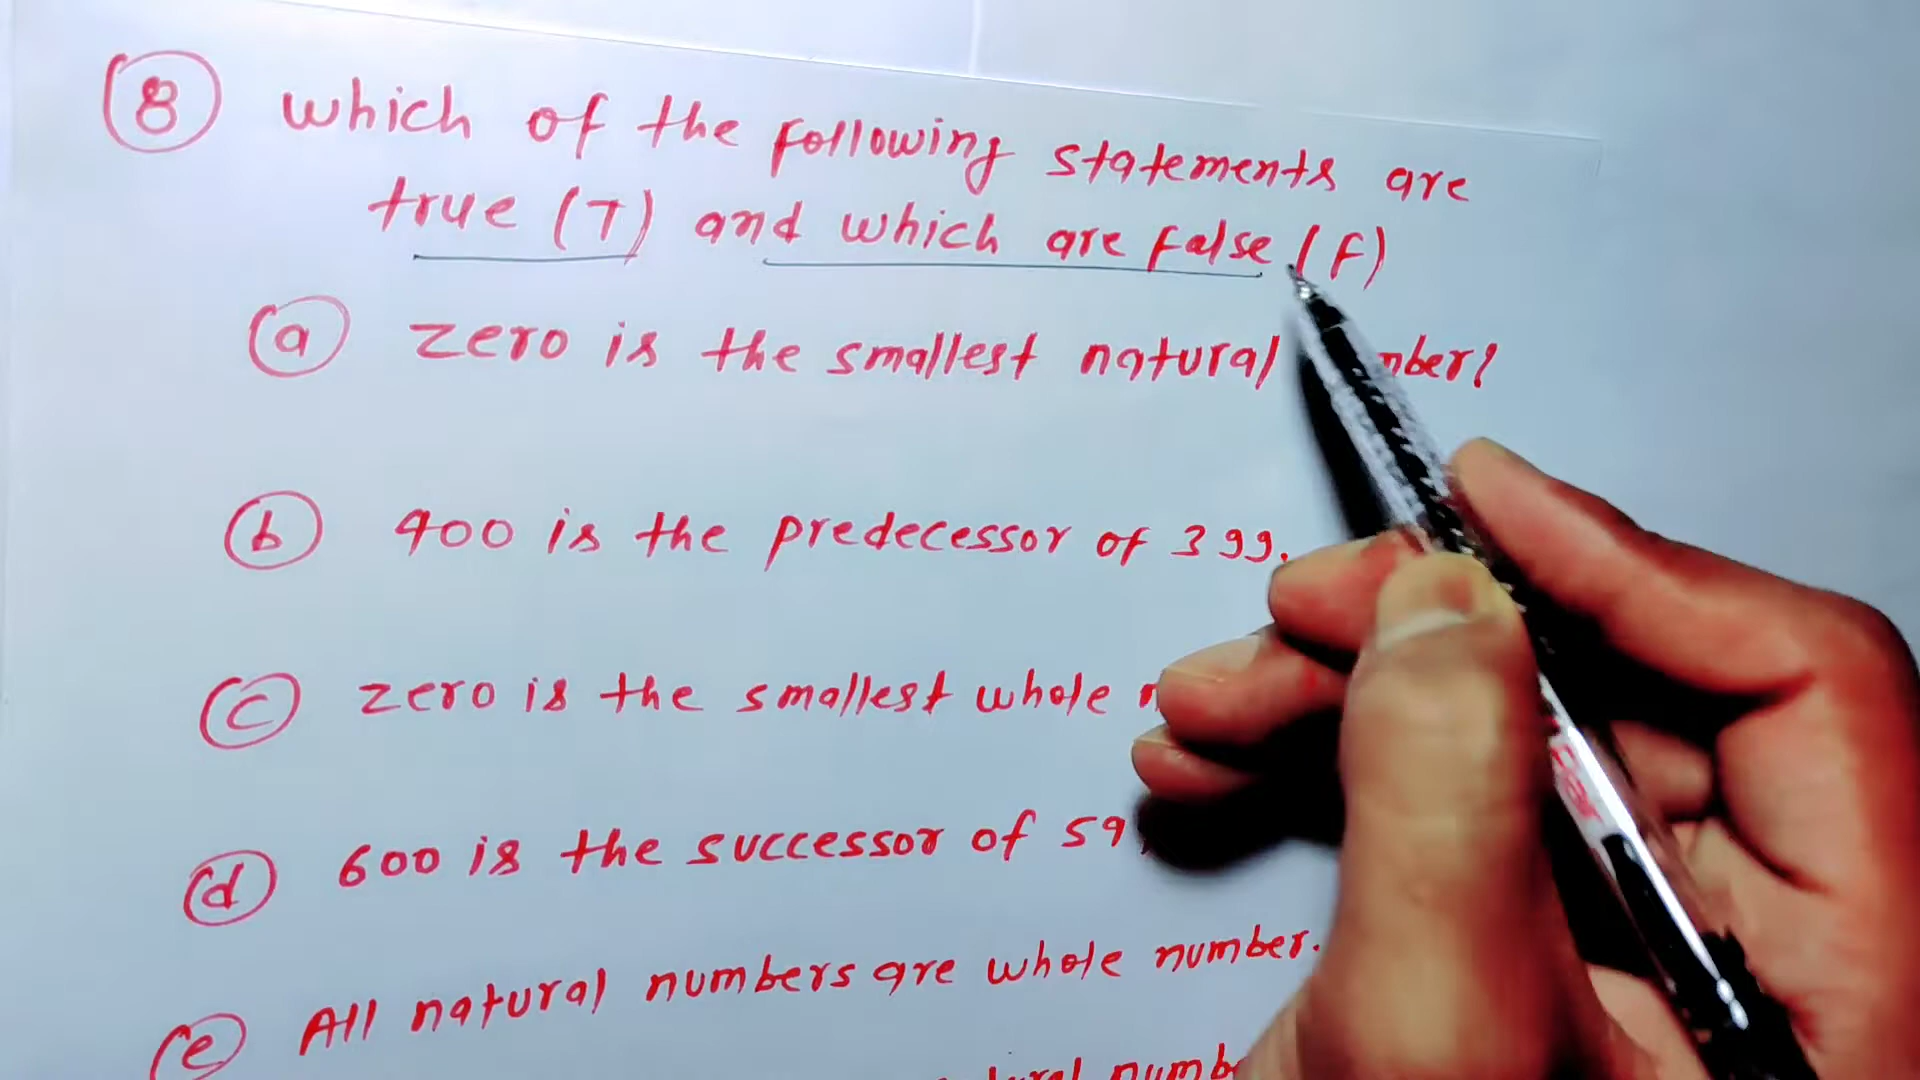 8 which of the following statements are
true (T) and which are false (F)
a zero is the smallest natural
b 400 is the predecessor of 399.
c zero is the smallest whole
d 600 is the successor of
e All natural numbers are whole number.